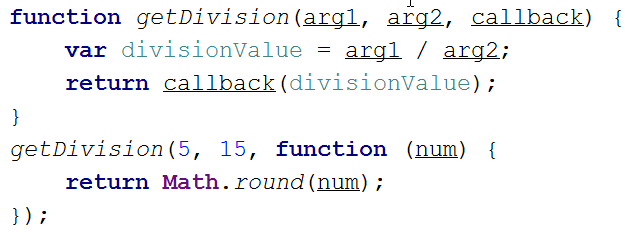 function getDivision(arg1, arg2, callback) {
    var divisionValue = arg1 / arg2;
    return callback(divisionValue);
}
getDivision(5, 15, function (num) {
    return Math.round(num);
});